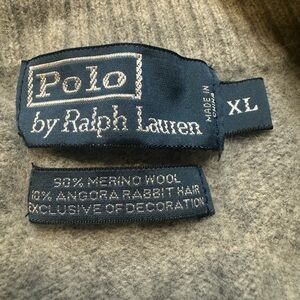 Polo
by Ralph Lauren
MADE IN
CHINA
XL
90% MERINO WOOL
10% ANGORA RABBIT HAIR
EXCLUSIVE OF DECORATION